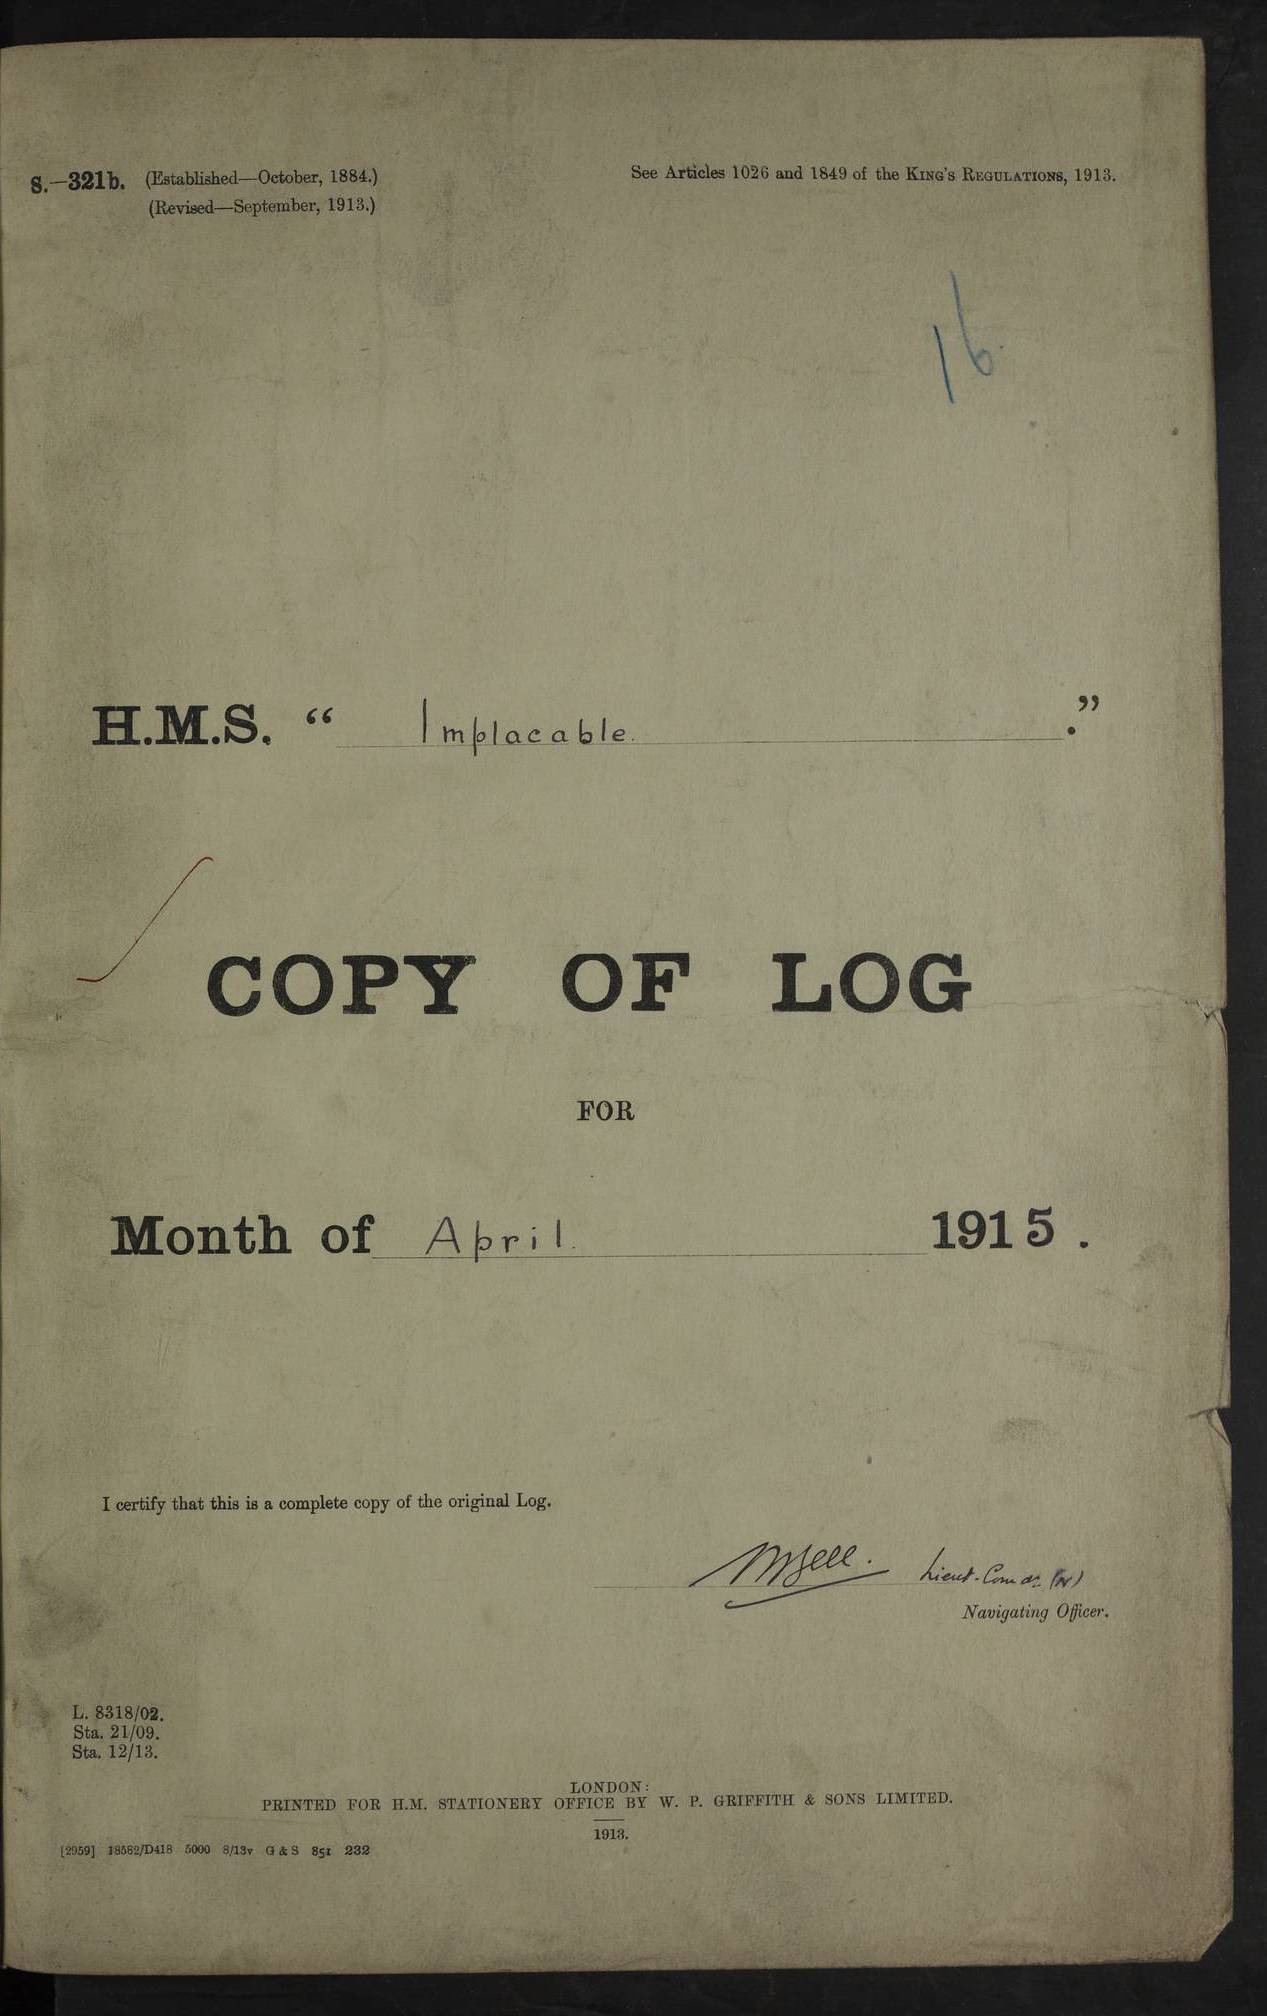 S.—321b. (Established—October, 1884.)
(Revised—September, 1913.)
See Articles 1026 and 1849 of the KING'S REGULATIONS, 1913.
16
H.M.S. “ Implacable. .”
COPY OF LOG
FOR
Month of April. 1915.
I certify that this is a complete copy of the original Log.
Lieut. Comdr. (N)
Navigating Officer.
L. 8318/02.
Sta. 21/09.
Sta. 12/13.
LONDON:
PRINTED FOR H.M. STATIONERY OFFICE BY W. P. GRIFFITH & SONS LIMITED.
1913.
[2959] 18582/D418 5000 8/13v G & S 851 232